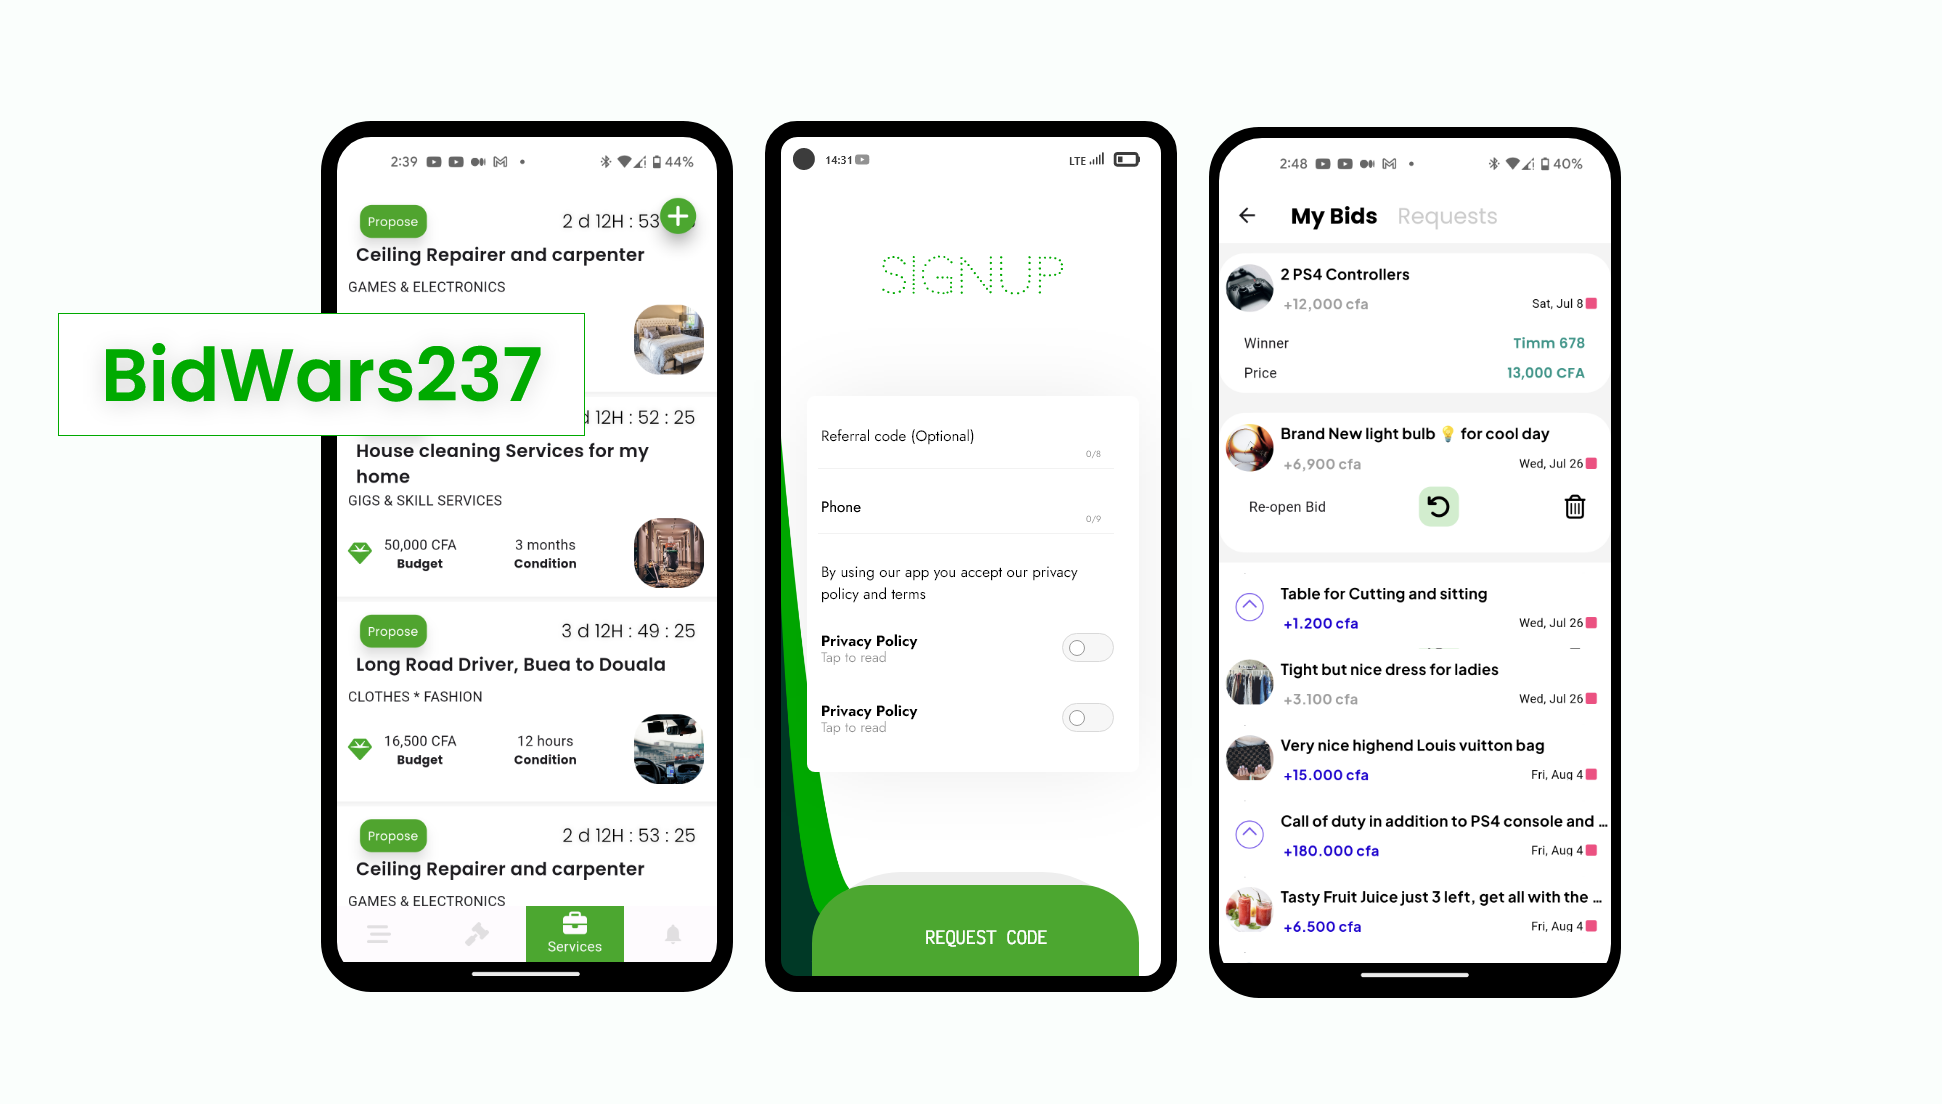 BidWars237
2:39
44%
Propose
2 d 12H : 53
Ceiling Repairer and carpenter
GAMES & ELECTRONICS
12H : 52 : 25
House cleaning Services for my
home
GIGS & SKILL SERVICES
50,000 CFA
Budget
3 months
Condition
Propose
3 d 12H : 49 : 25
Long Road Driver, Buea to Douala
CLOTHES * FASHION
16,500 CFA
Budget
12 hours
Condition
Propose
2 d 12H : 53 : 25
Ceiling Repairer and carpenter
GAMES & ELECTRONICS
Services
14:31
LTE
SIGNUP
Referral code (Optional)
0/8
Phone
0/9
By using our app you accept our privacy
policy and terms
Privacy Policy
Tap to read
Privacy Policy
Tap to read
REQUEST CODE
2:48
40%
My Bids
Requests
2 PS4 Controllers
+12,000 cfa
Sat, Jul 8
Winner
Timm 678
Price
13,000 CFA
Brand New light bulb 💡 for cool day
+6,900 cfa
Wed, Jul 26
Re-open Bid
Table for Cutting and sitting
+1.200 cfa
Wed, Jul 26
Tight but nice dress for ladies
+3.100 cfa
Wed, Jul 26
Very nice highend Louis vuitton bag
+15.000 cfa
Fri, Aug 4
Call of duty in addition to PS4 console and ...
+180.000 cfa
Fri, Aug 4
Tasty Fruit Juice just 3 left, get all with the ...
+6.500 cfa
Fri, Aug 4